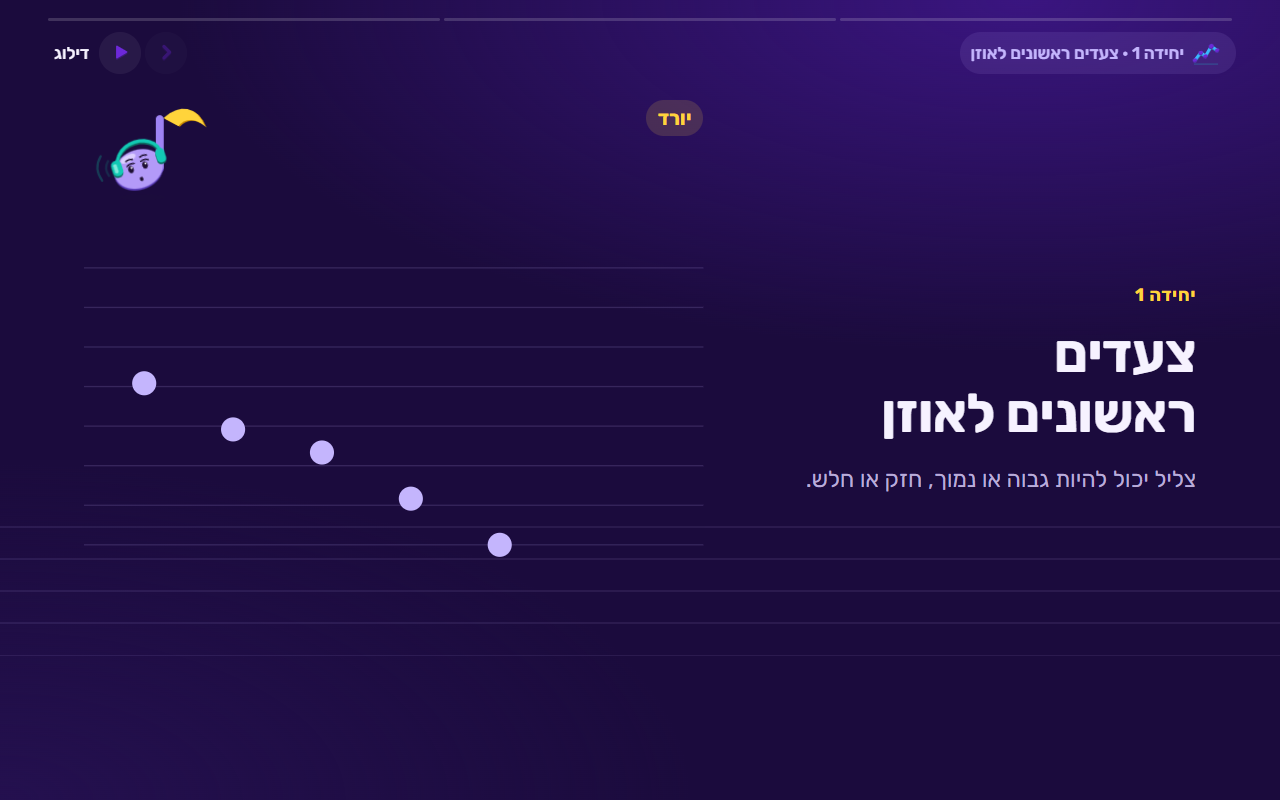 יחידה 1 • צעדים ראשונים לאוזן
דילוג
יורד
יחידה 1
צעדים
ראשונים לאוזן
צליל יכול להיות גבוה או נמוך, חזק או חלש.